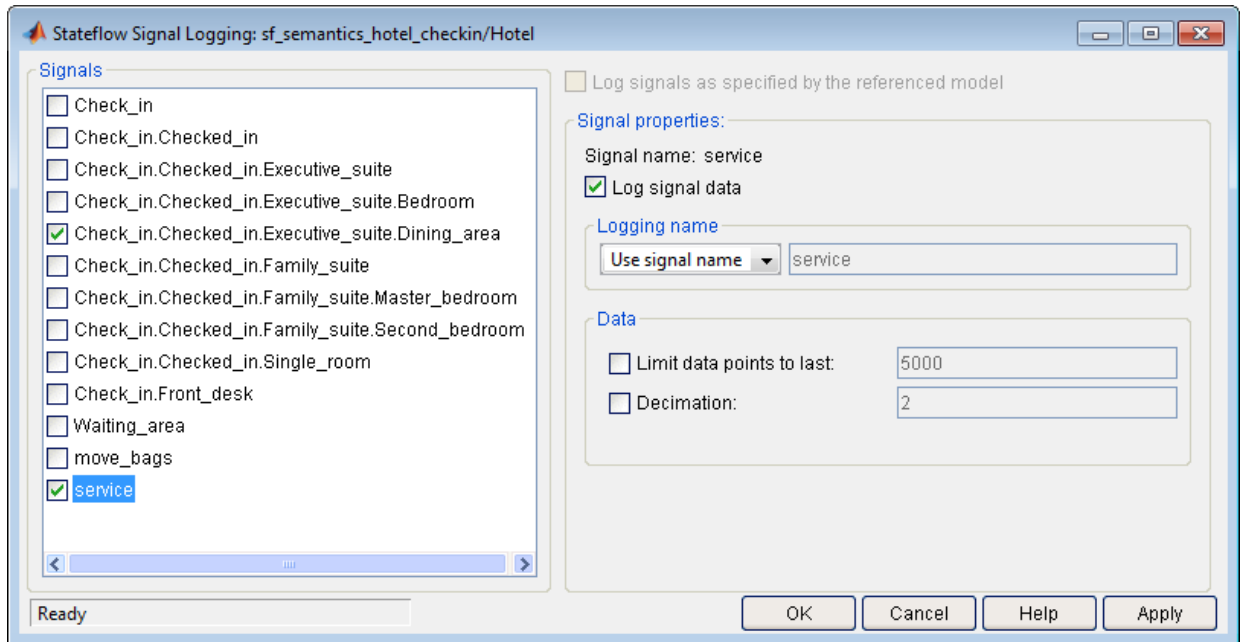 Stateflow Signal Logging: sf_semantics_hotel_checkin/Hotel
Signals
Check_in
Check_in.Checked_in
Check_in.Checked_in.Executive_suite
Check_in.Checked_in.Executive_suite.Bedroom
Check_in.Checked_in.Executive_suite.Dining_area
Check_in.Checked_in.Family_suite
Check_in.Checked_in.Family_suite.Master_bedroom
Check_in.Checked_in.Family_suite.Second_bedroom
Check_in.Checked_in.Single_room
Check_in.Front_desk
Waiting_area
move_bags
service
Log signals as specified by the referenced model
Signal properties:
Signal name: service
Log signal data
Logging name
Use signal name service
Data
Limit data points to last: 5000
Decimation: 2
Ready
OK Cancel Help Apply